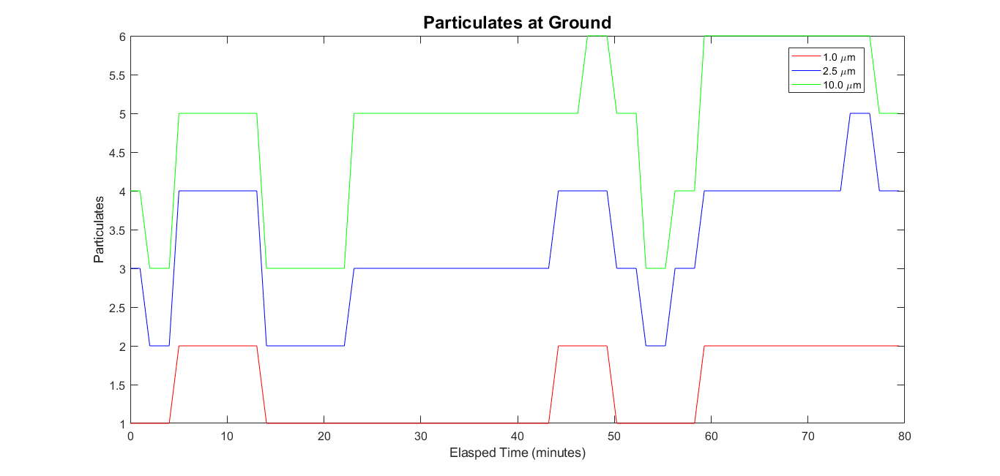 Particulates at Ground
6
5.5
5
4.5
4
3.5
3
2.5
2
1.5
1
Particulates
1.0 μm
2.5 μm
10.0 μm
0 10 20 30 40 50 60 70 80
Elasped Time (minutes)